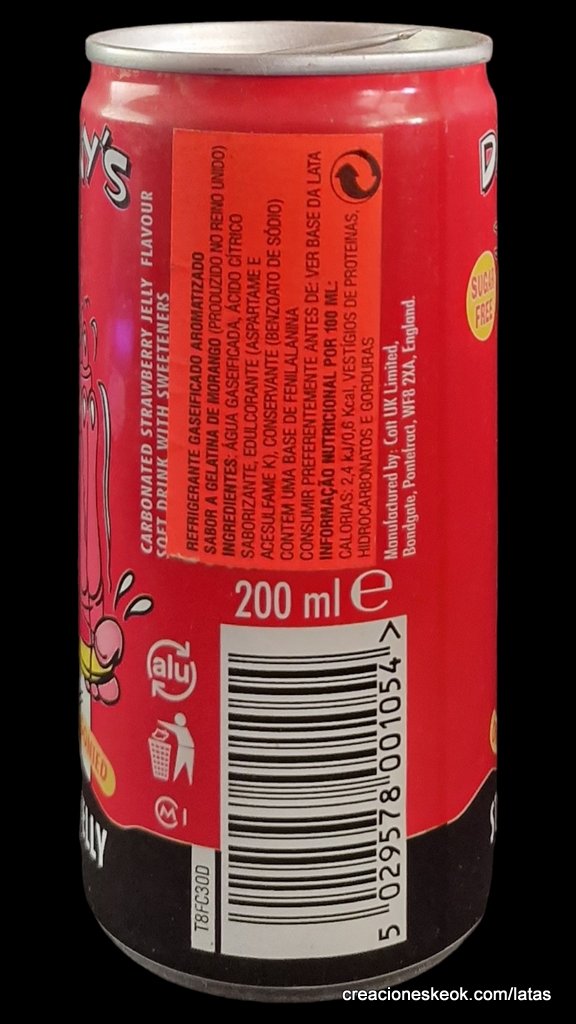 Y'S
CARBONATED STRAWBERRY JELLY FLAVOUR
SOFT DRINK WITH SWEETENERS
REFRIGERANTE GASEIFICADO AROMATIZADO
SABOR A GELATINA DE MORANGO (PRODUZIDO NO REINO UNIDO)
INGREDIENTES: ÁGUA GASEIFICADA, ÁCIDO CÍTRICO
SABORIZANTE, EDULCORANTE (ASPARTAME E
ACESULFAME K), CONSERVANTE (BENZOATO DE SÓDIO)
CONTÉM UMA BASE DE FENILALANINA
CONSUMIR PREFERENTEMENTE ANTES DE: VER BASE DA LATA
INFORMAÇÃO NUTRICIONAL POR 100 ML:
CALORIAS: 2,4 kJ/0,6 Kcal, VESTÍGIOS DE PROTEINAS,
HIDROCARBONATOS E GORDURAS
Manufactured by: Cott UK Limited,
Bondgate, Pontefract, WF8 2XA, England.
D
SUGAR
FREE
200 ml e
alu
M
LLY
T8FC30D
5 029578 001054 >
creacioneskeok.com/latas